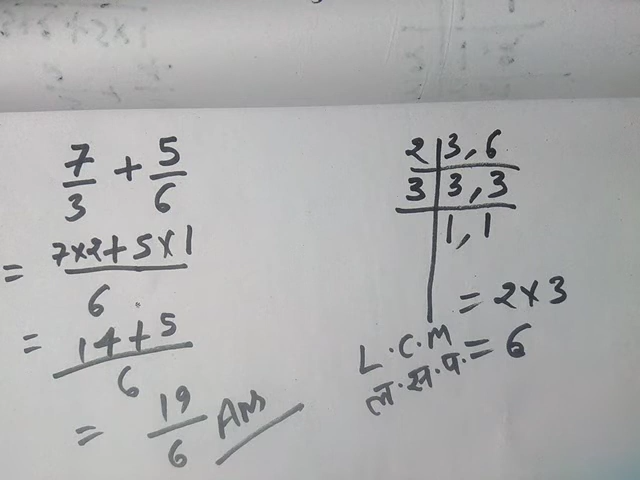 7/3 + 5/6
= 7×2+5×1/6
= 14+5/6
= 19/6 Ans
2 | 3, 6
3 | 3, 3
1, 1
= 2×3
L.C.M
ल.स.प. = 6